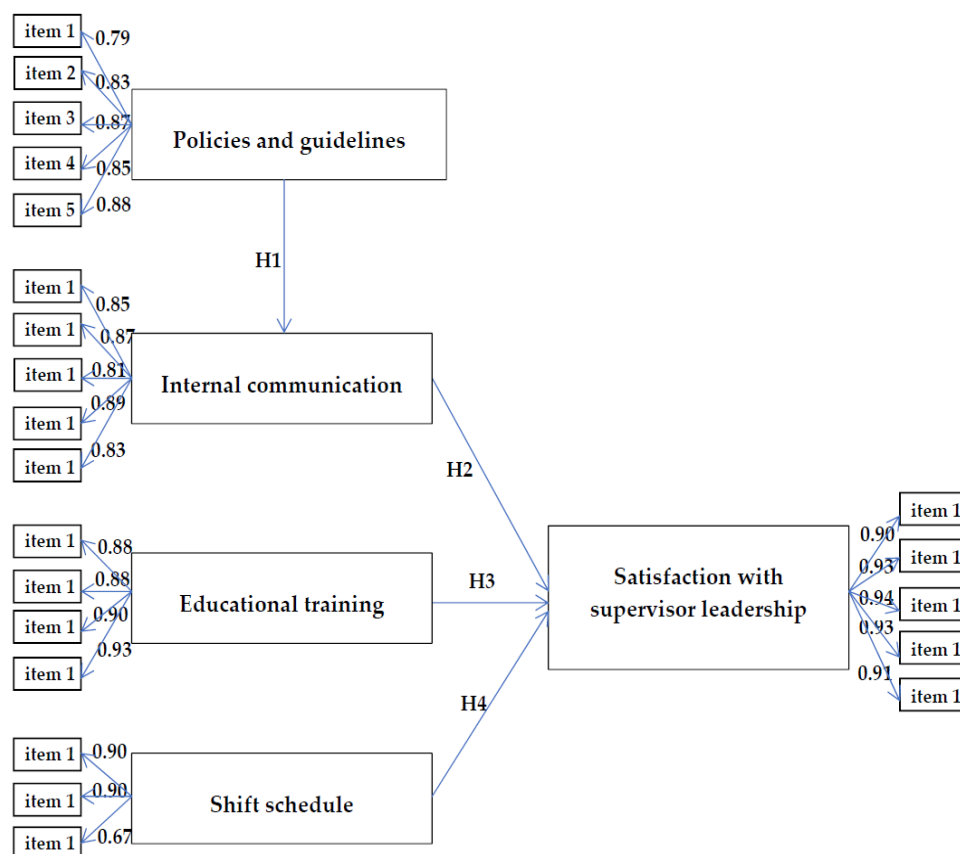 item 1
0.79
item 2
0.83
item 3
0.87
item 4
0.85
item 5
0.88
Policies and guidelines
H1
item 1
0.85
item 1
0.87
item 1
0.81
item 1
0.89
item 1
0.83
Internal communication
H2
item 1
0.88
item 1
0.88
item 1
0.90
item 1
0.93
Educational training
H3
Satisfaction with
supervisor leadership
item 1
0.90
item 1
0.93
item 1
0.94
item 1
0.93
item 1
0.91
H4
item 1
0.90
item 1
0.90
item 1
0.67
Shift schedule